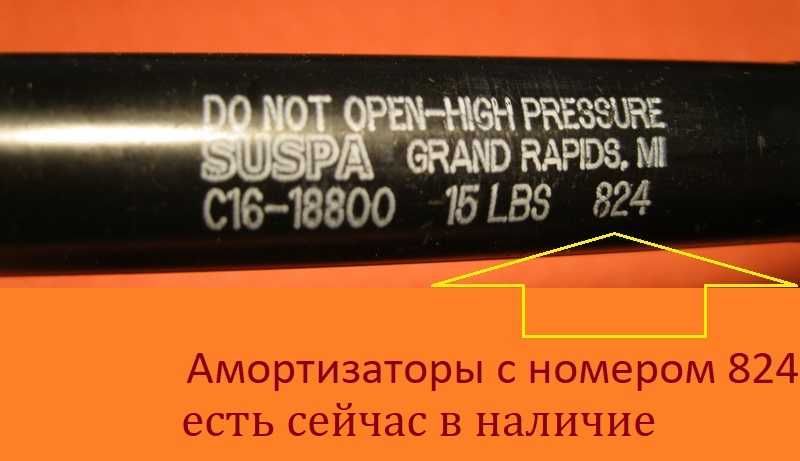 DO NOT OPEN-HIGH PRESSURE
SUSPA GRAND RAPIDS, MI
C16-18800 15 LBS 824
Амортизаторы с номером 824
есть сейчас в наличие